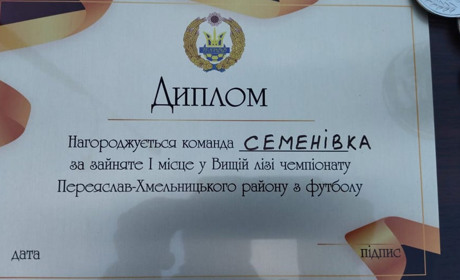 Диплом
Нагороджується команда СЕМЕНІВКА
за зайняте І місце у Вищій лізі чемпіонату
Переяслав-Хмельницького району з футболу
дата
підпис